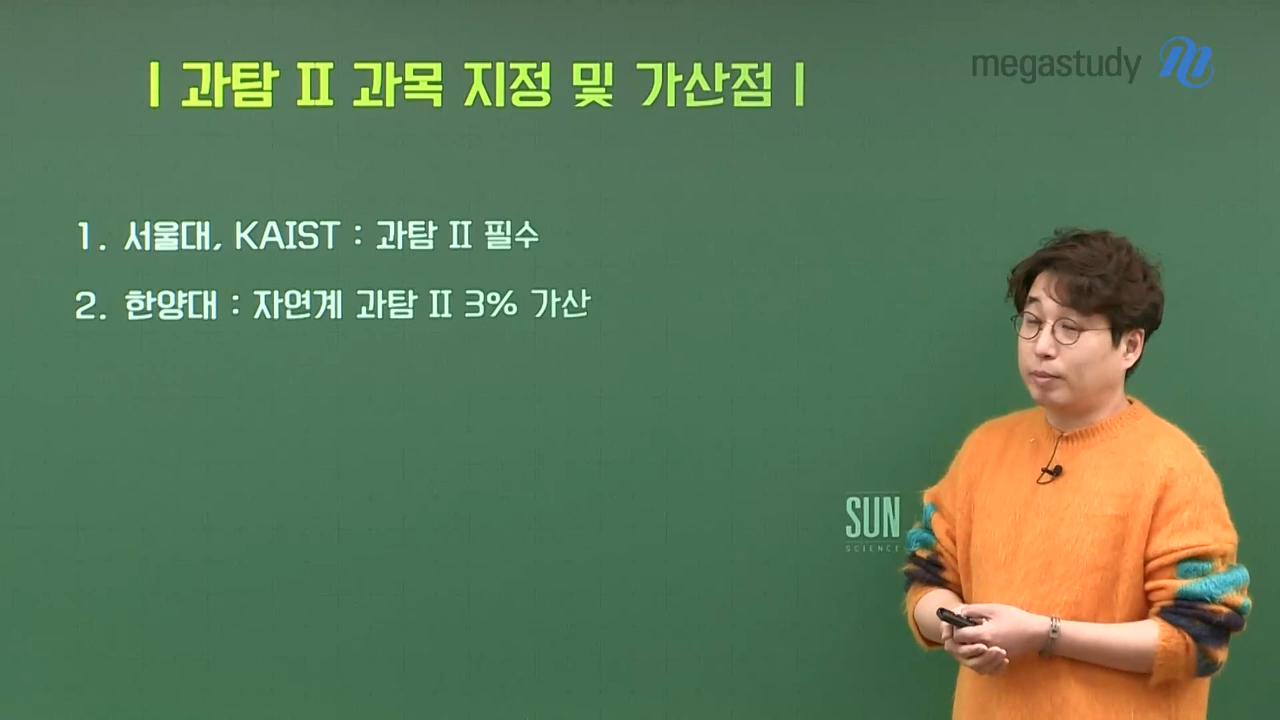 | 과탐 Ⅱ 과목 지정 및 가산점 |
megastudy
1. 서울대, KAIST : 과탐 Ⅱ 필수
2. 한양대 : 자연계 과탐 Ⅱ 3% 가산
SUN
SCIENCE